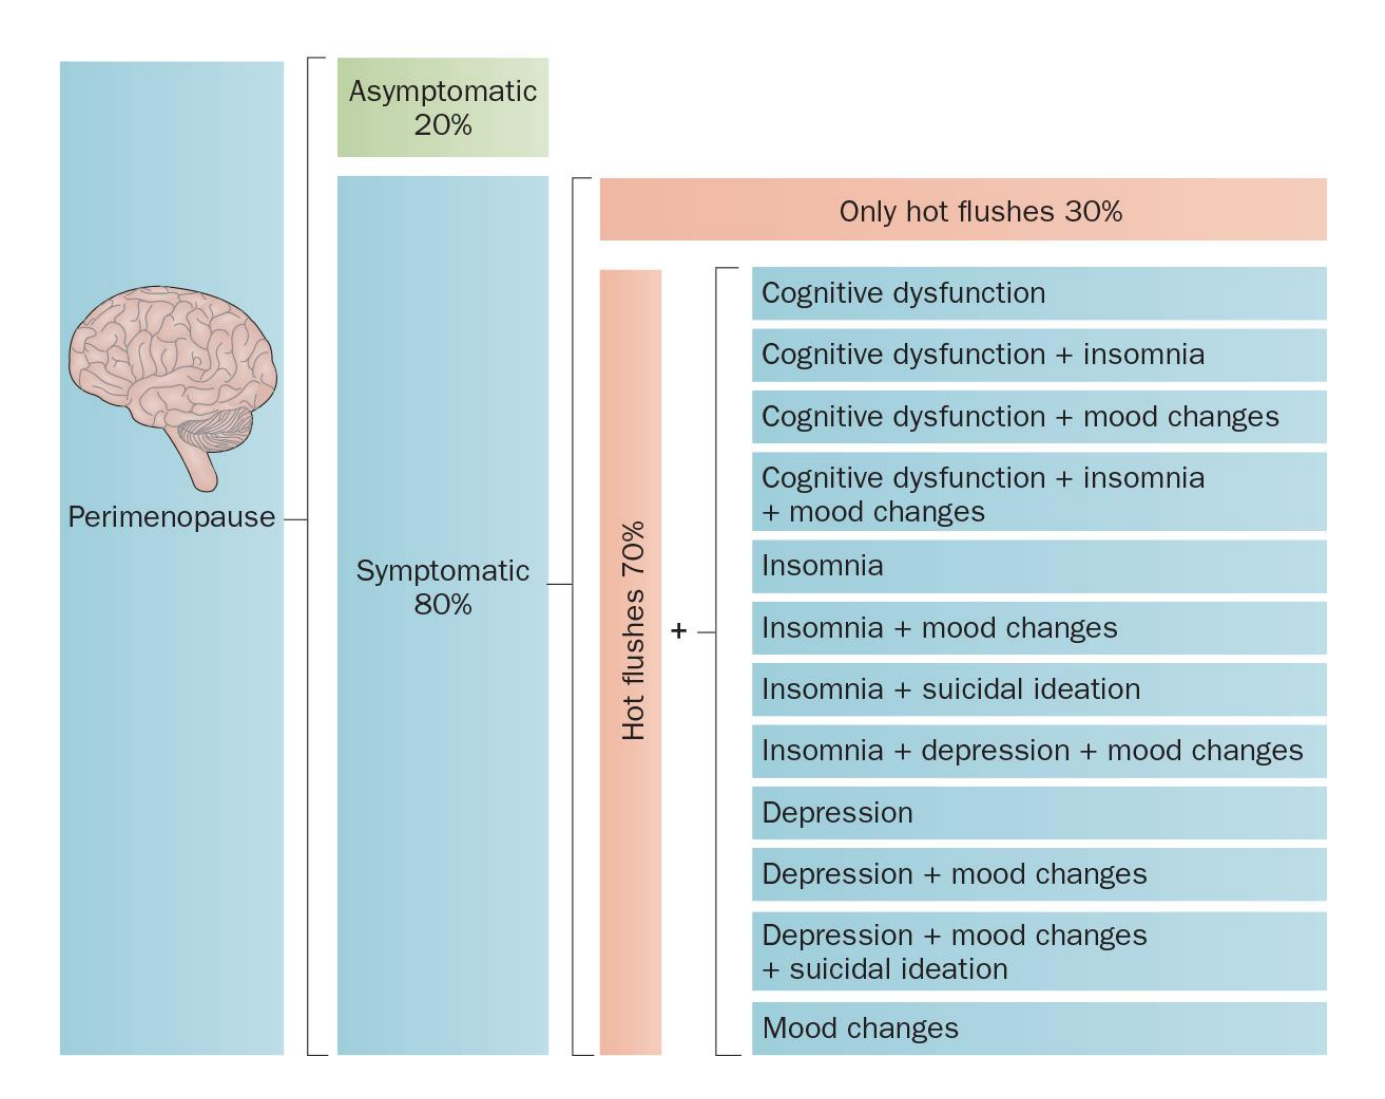 Asymptomatic
20%
Only hot flushes 30%
Cognitive dysfunction
Cognitive dysfunction + insomnia
Cognitive dysfunction + mood changes
Cognitive dysfunction + insomnia
+ mood changes
Perimenopause
Symptomatic
80%
Hot flushes 70%
+
Insomnia
Insomnia + mood changes
Insomnia + suicidal ideation
Insomnia + depression + mood changes
Depression
Depression + mood changes
Depression + mood changes
+ suicidal ideation
Mood changes